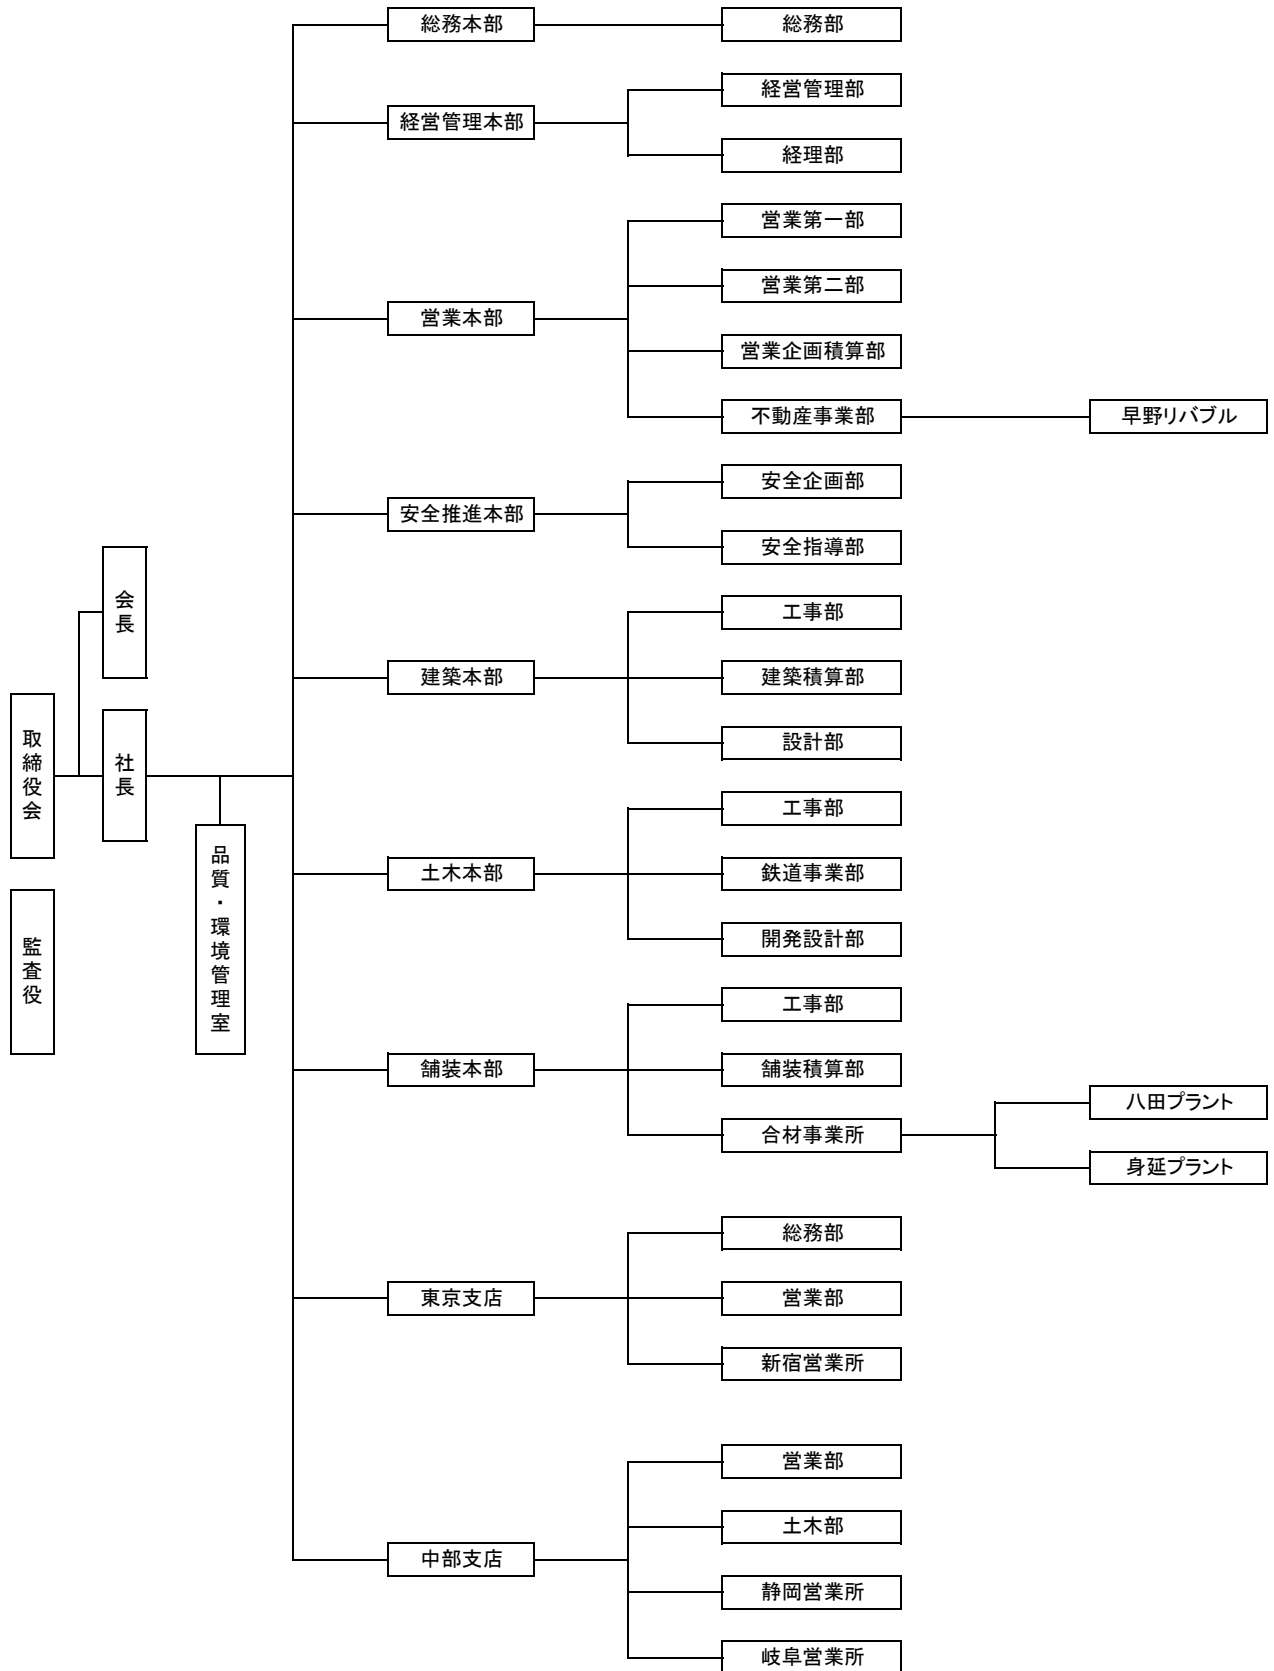 総務本部
総務部
経営管理本部
経営管理部
経理部
営業本部
営業第一部
営業第二部
営業企画積算部
不動産事業部
早野リバブル
安全推進本部
安全企画部
安全指導部
会長
取締役会
社長
監査役
品質・環境管理室
建築本部
工事部
建築積算部
設計部
土木本部
工事部
鉄道事業部
開発設計部
舗装本部
工事部
舗装積算部
合材事業所
八田プラント
身延プラント
東京支店
総務部
営業部
新宿営業所
中部支店
営業部
土木部
静岡営業所
岐阜営業所